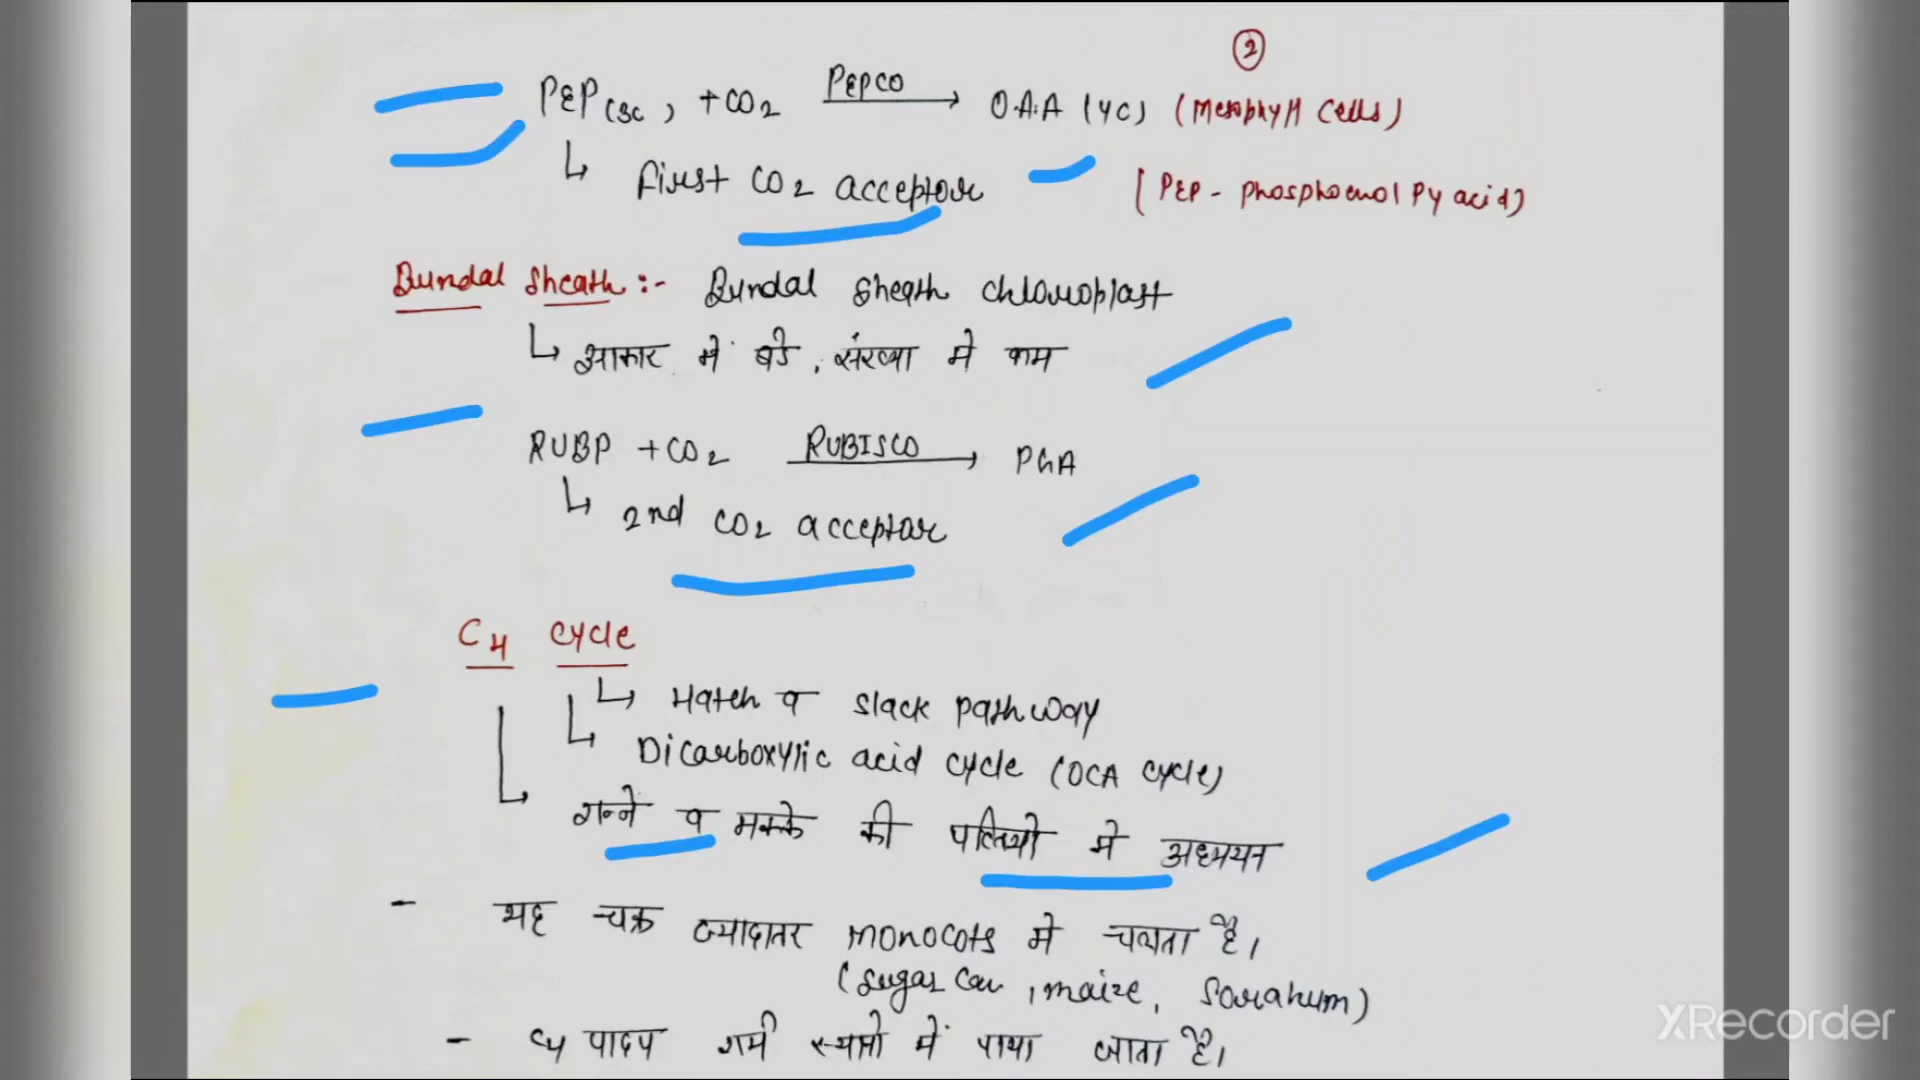 2
PEP(3C) + CO2 PEPCO → O.A.A (4C) (Mesophyll Cells)
↳ First CO2 acceptor (PEP - Phosphoenol Py acid)
Bundal Sheath :- Bundal Sheath chloroplast
↳ आकार में बडे, संख्या में कम
RUBP + CO2 RUBISCO → PGA
↳ 2nd CO2 acceptor
C4 Cycle
↳ Hatch व Slack Pathway
↳ Dicarboxylic acid cycle (DCA cycle)
↳ गन्ने व मक्के की पत्तियों में अध्ययन
- यह चक्र ज्यादातर monocots में चलता है।
(Sugar Can, maize, Sorahum)
- C4 पादप गर्म स्थानो में पाया जाता है।
XRecorder